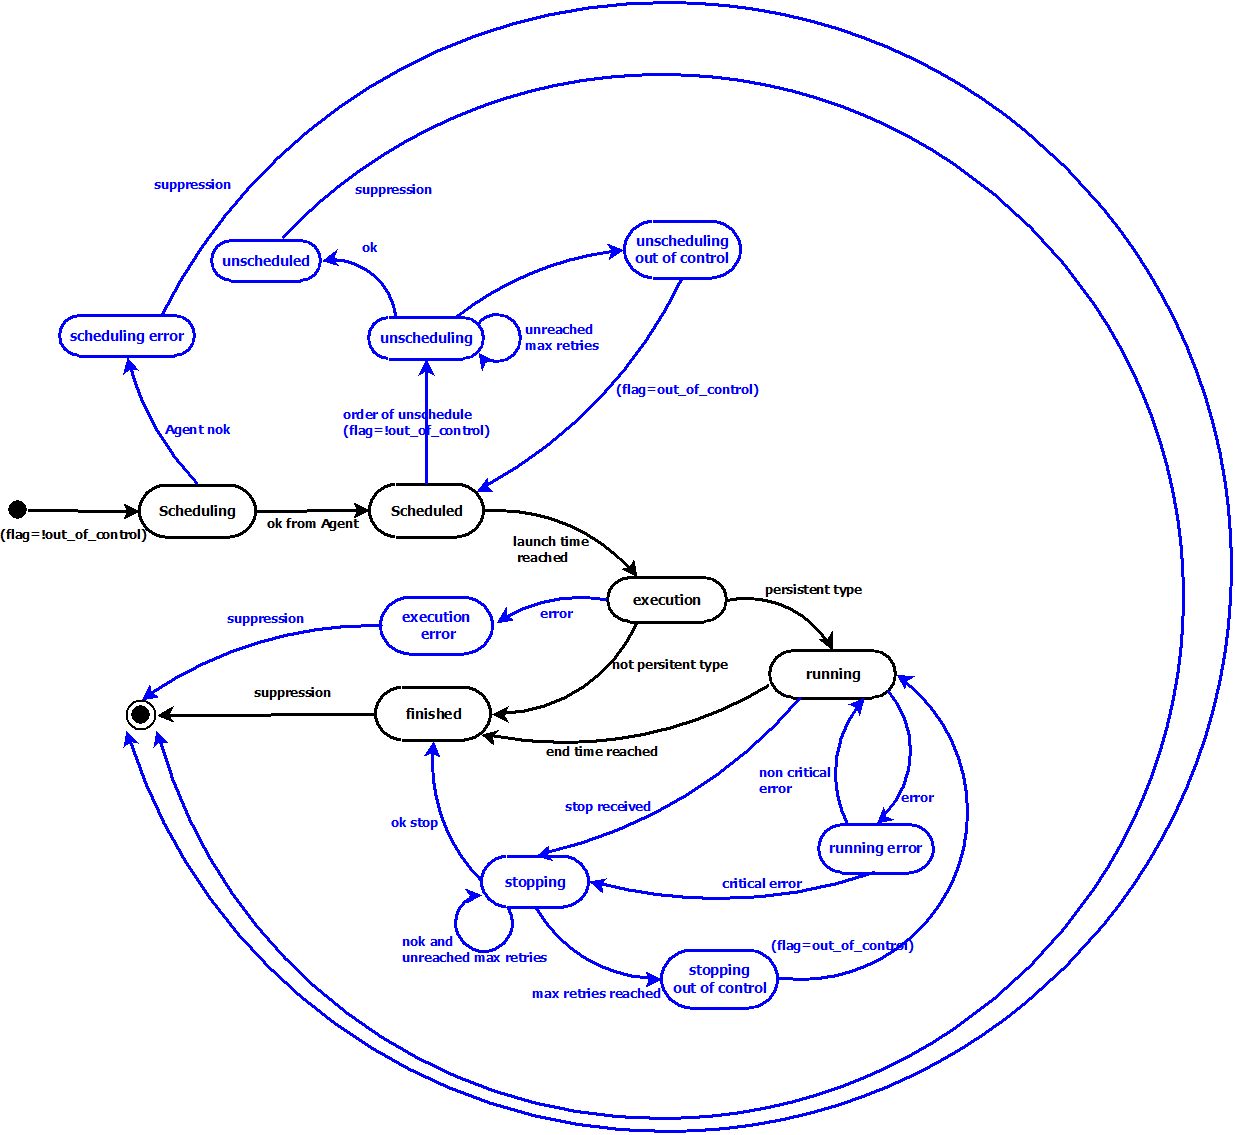 suppression
suppression
unscheduling
out of control
ok
unscheduled
scheduling error
unscheduling
unreached
max retries
(flag=out_of_control)
order of unschedule
(flag=!out_of_control)
Agent nok
Scheduling
Scheduled
ok from Agent
(flag=!out_of_control)
launch time
reached
execution
persistent type
execution
error
error
suppression
not persitent type
running
suppression
finished
end time reached
non critical
error
error
stop received
ok stop
running error
stopping
critical error
nok and
unreached max retries
(flag=out_of_control)
stopping
out of control
max retries reached